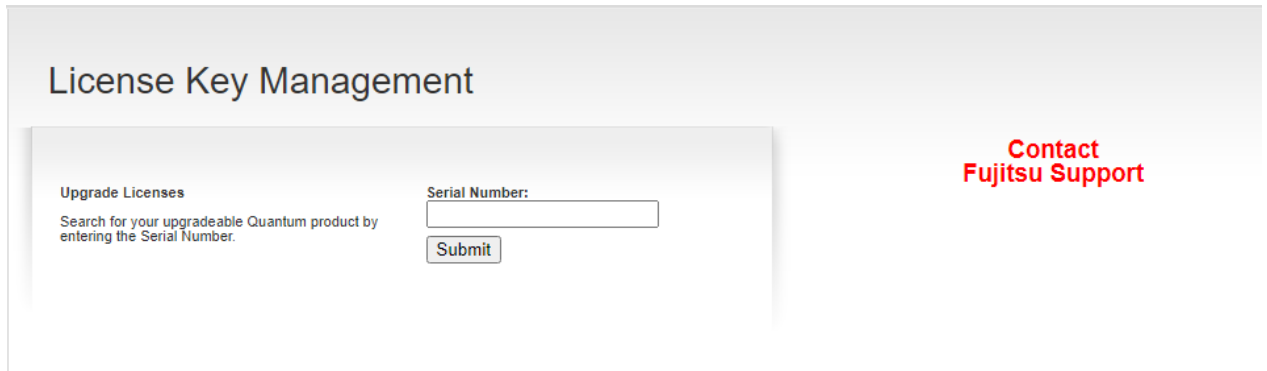 License Key Management
Contact
Fujitsu Support
Upgrade Licenses
Search for your upgradeable Quantum product by
entering the Serial Number.
Serial Number:
Submit